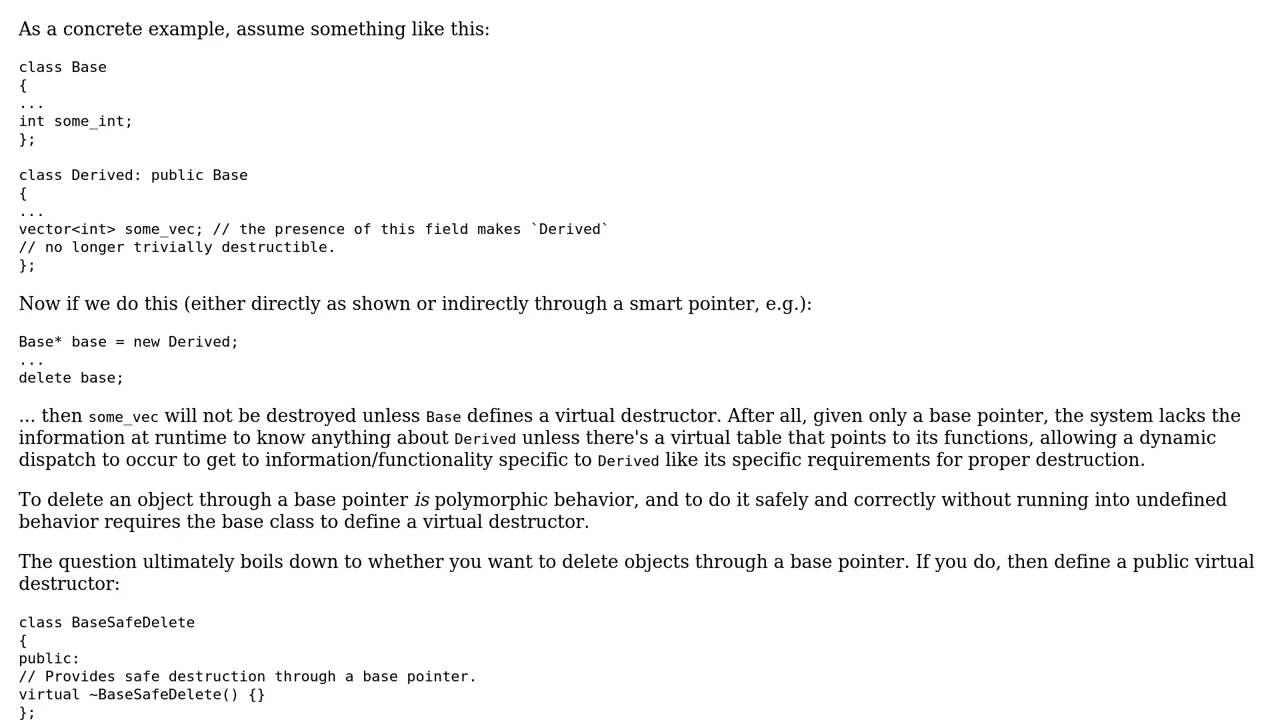 As a concrete example, assume something like this:
class Base
{
...
int some_int;
};
class Derived: public Base
{
...
vector<int> some_vec; // the presence of this field makes `Derived`
// no longer trivially destructible.
};
Now if we do this (either directly as shown or indirectly through a smart pointer, e.g.):
Base* base = new Derived;
...
delete base;
... then some_vec will not be destroyed unless Base defines a virtual destructor. After all, given only a base pointer, the system lacks the
information at runtime to know anything about Derived unless there's a virtual table that points to its functions, allowing a dynamic
dispatch to occur to get to information/functionality specific to Derived like its specific requirements for proper destruction.
To delete an object through a base pointer is polymorphic behavior, and to do it safely and correctly without running into undefined
behavior requires the base class to define a virtual destructor.
The question ultimately boils down to whether you want to delete objects through a base pointer. If you do, then define a public virtual
destructor:
class BaseSafeDelete
{
public:
// Provides safe destruction through a base pointer.
virtual ~BaseSafeDelete() {}
};